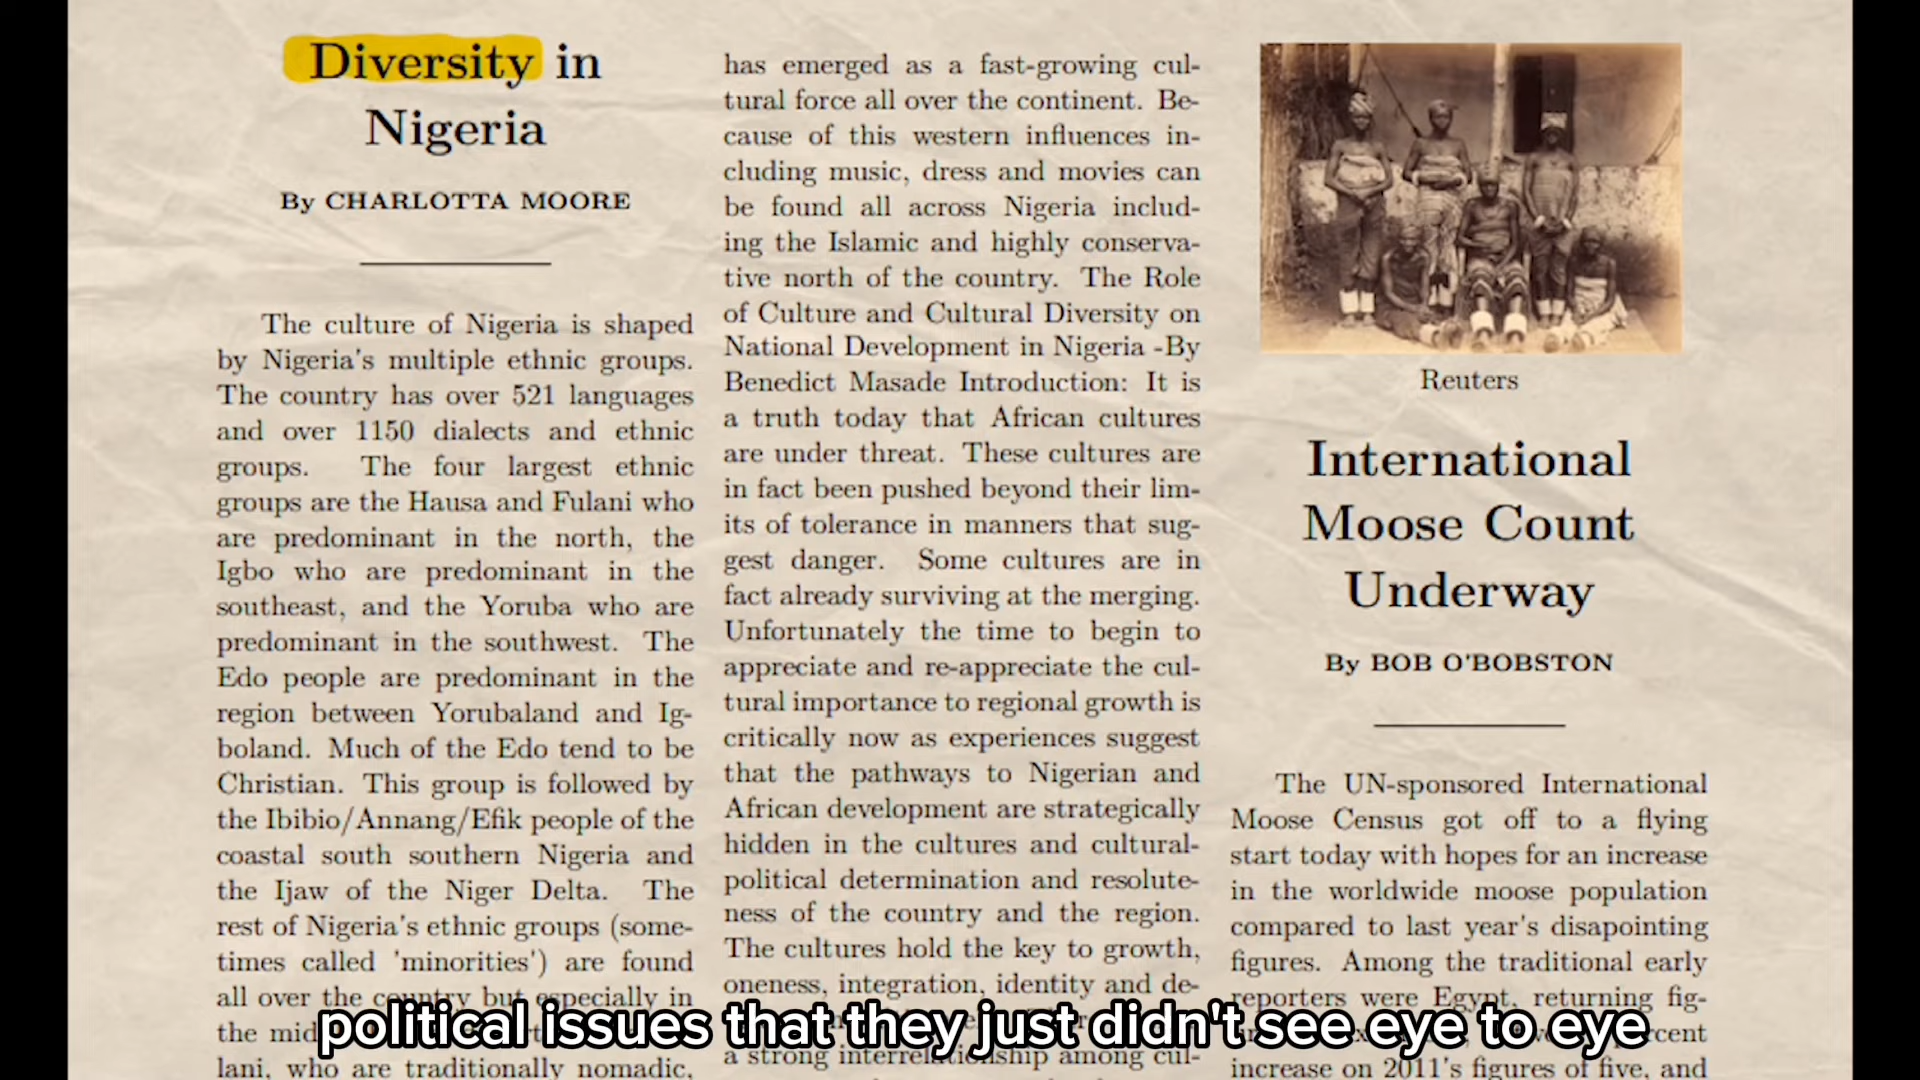 Diversity in
Nigeria
By CHARLOTTA MOORE
The culture of Nigeria is shaped
by Nigeria's multiple ethnic groups.
The country has over 521 languages
and over 1150 dialects and ethnic
groups. The four largest ethnic
groups are the Hausa and Fulani who
are predominant in the north, the
Igbo who are predominant in the
southeast, and the Yoruba who are
predominant in the southwest. The
Edo people are predominant in the
region between Yorubaland and Ig-
boland. Much of the Edo tend to be
Christian. This group is followed by
the Ibibio/Annang/Efik people of the
coastal south southern Nigeria and
the Ijaw of the Niger Delta. The
rest of Nigeria's ethnic groups (some-
times called 'minorities') are found
all over the country but especially in
the mid
lani, who are traditionally nomadic,
has emerged as a fast-growing cul-
tural force all over the continent. Be-
cause of this western influences in-
cluding music, dress and movies can
be found all across Nigeria includ-
ing the Islamic and highly conserva-
tive north of the country. The Role
of Culture and Cultural Diversity on
National Development in Nigeria -By
Benedict Masade Introduction: It is
a truth today that African cultures
are under threat. These cultures are
in fact been pushed beyond their lim-
its of tolerance in manners that sug-
gest danger. Some cultures are in
fact already surviving at the merging.
Unfortunately the time to begin to
appreciate and re-appreciate the cul-
tural importance to regional growth is
critically now as experiences suggest
that the pathways to Nigerian and
African development are strategically
hidden in the cultures and cultural-
political determination and resolute-
ness of the country and the region.
The cultures hold the key to growth,
oneness, integration, identity and de-
a strong interrelationship among cul-
Reuters
International
Moose Count
Underway
By BOB O'BOBSTON
The UN-sponsored International
Moose Census got off to a flying
start today with hopes for an increase
in the worldwide moose population
compared to last year's disapointing
figures. Among the traditional early
reporters were Egypt, returning fig-
increase on 2011's figures of five, and
political issues that they just didn't see eye to eye